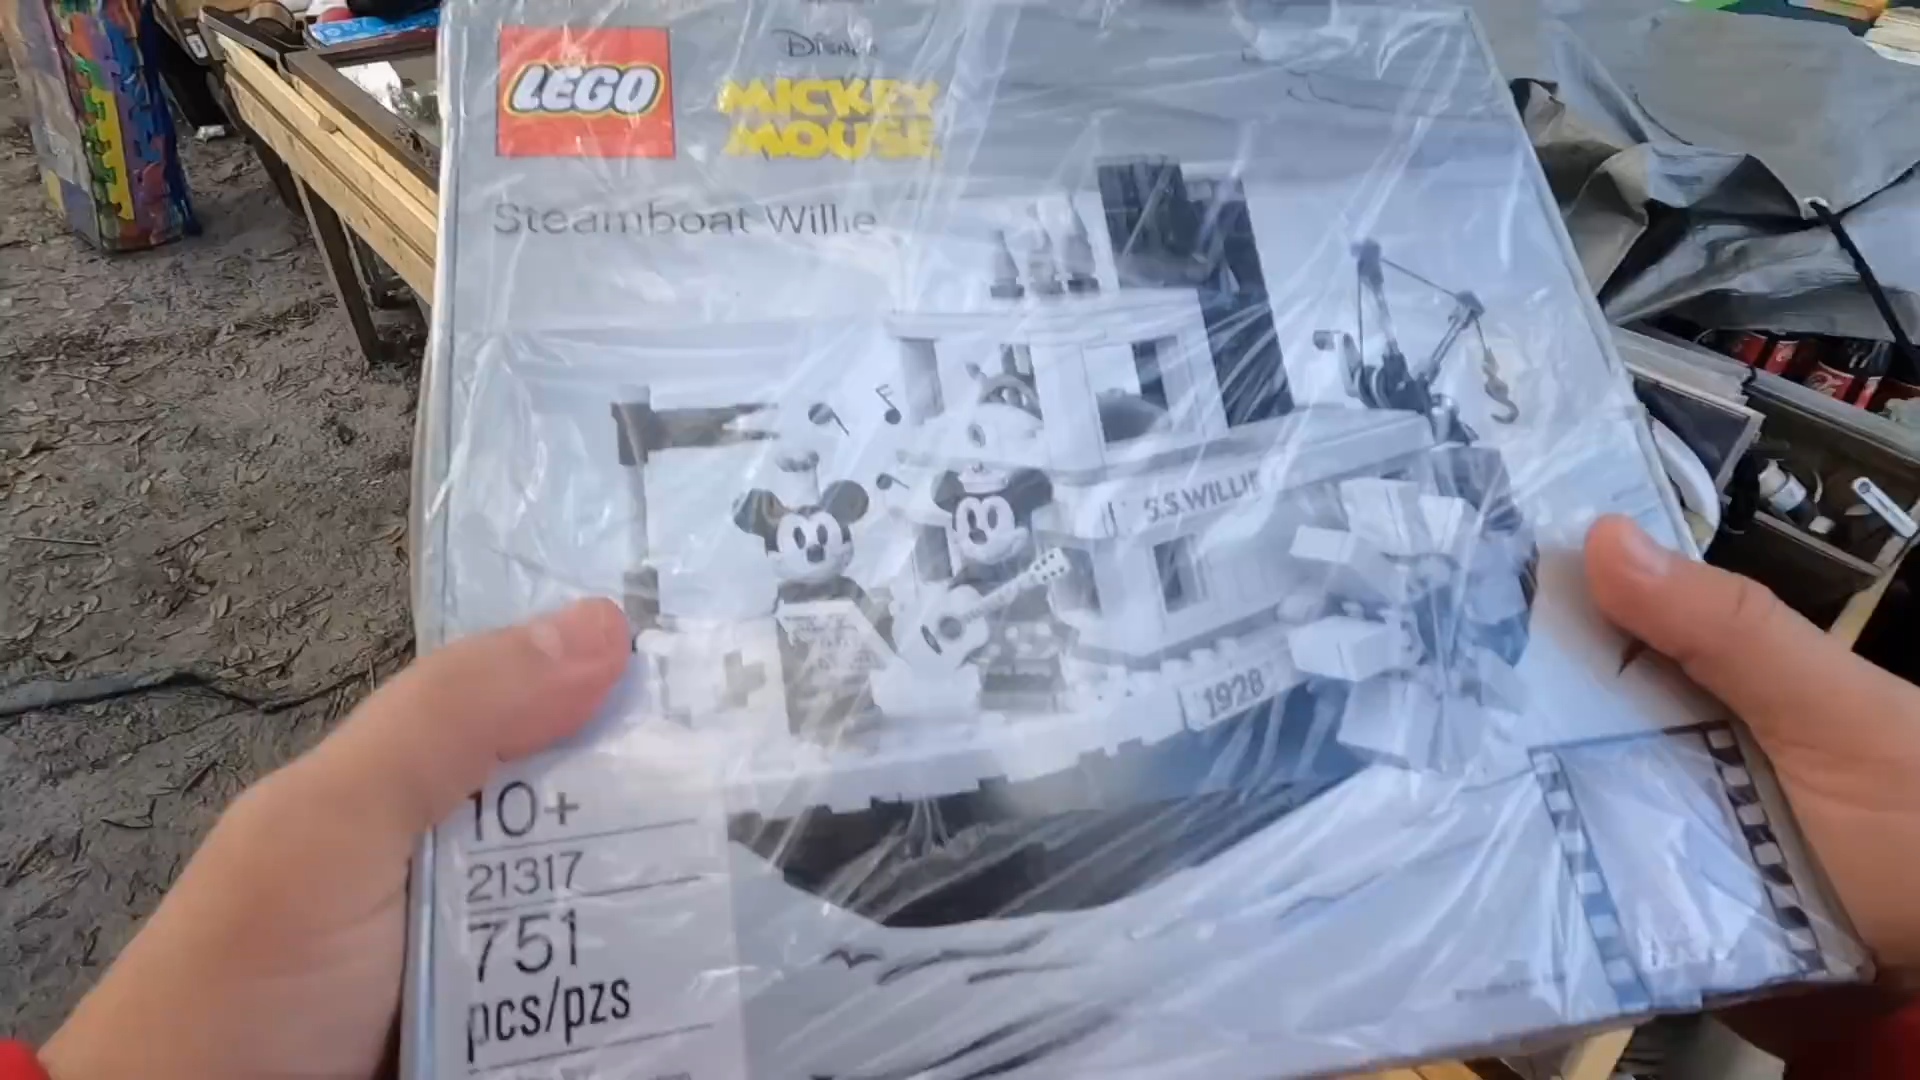 LEGO
Disney
MICKEY
MOUSE
Steamboat Willie
S.S.WILLIE
1928
10+
21317
751
pcs/pzs